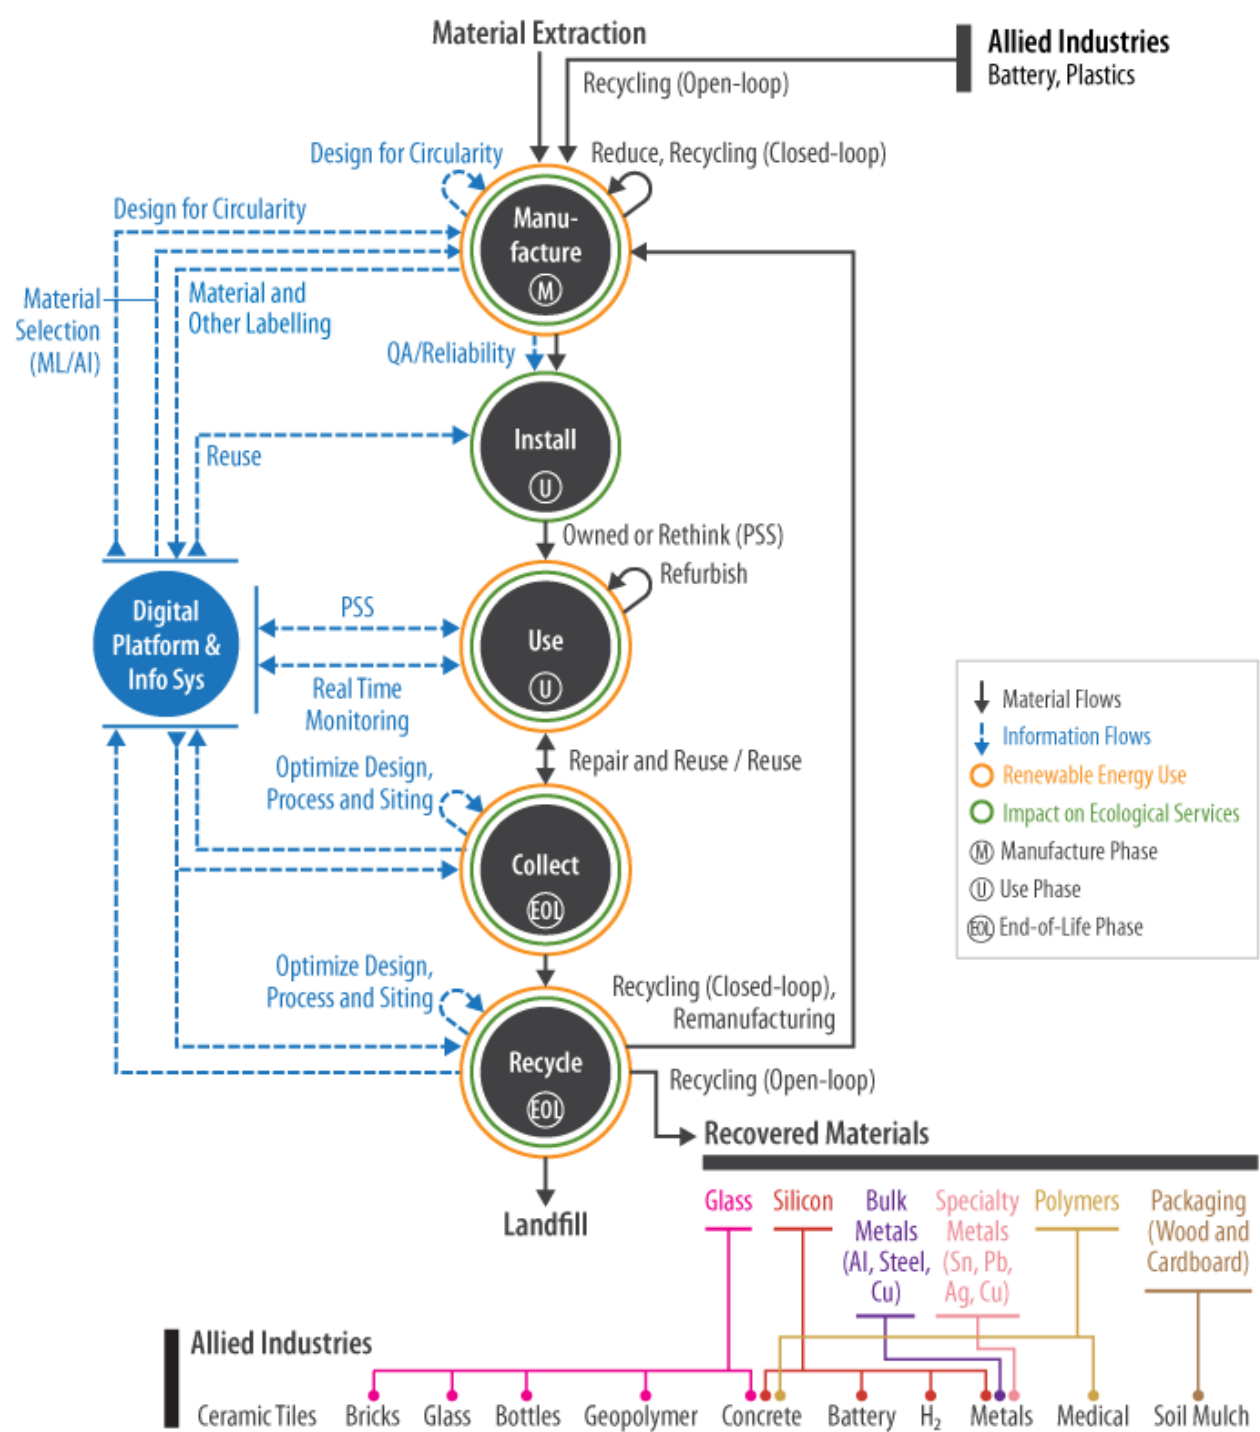 Material Extraction
Allied Industries
Battery, Plastics
Recycling (Open-loop)
Design for Circularity
Reduce, Recycling (Closed-loop)
Design for Circularity
Manu-
facture
M
Material
Selection
(ML/AI)
Material and
Other Labelling
QA/Reliability
Install
U
Reuse
Owned or Rethink (PSS)
Refurbish
Digital
Platform &
Info Sys
PSS
Use
U
Real Time
Monitoring
Material Flows
Information Flows
Renewable Energy Use
Impact on Ecological Services
M Manufacture Phase
U Use Phase
EOL End-of-Life Phase
Repair and Reuse / Reuse
Optimize Design,
Process and Siting
Collect
EOL
Optimize Design,
Process and Siting
Recycling (Closed-loop),
Remanufacturing
Recycle
EOL
Recycling (Open-loop)
Recovered Materials
Landfill
Glass
Silicon
Bulk
Metals
(Al, Steel,
Cu)
Specialty
Metals
(Sn, Pb,
Ag, Cu)
Polymers
Packaging
(Wood and
Cardboard)
Allied Industries
Ceramic Tiles Bricks Glass Bottles Geopolymer Concrete Battery H₂ Metals Medical Soil Mulch